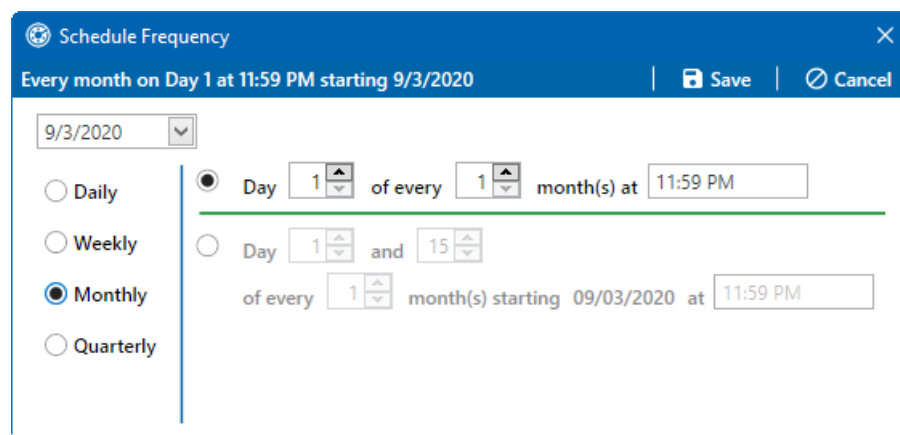 Schedule Frequency
Every month on Day 1 at 11:59 PM starting 9/3/2020 Save Cancel
9/3/2020
Daily
Weekly
Monthly
Quarterly
Day 1 of every 1 month(s) at 11:59 PM
Day 1 and 15
of every 1 month(s) starting 09/03/2020 at 11:59 PM